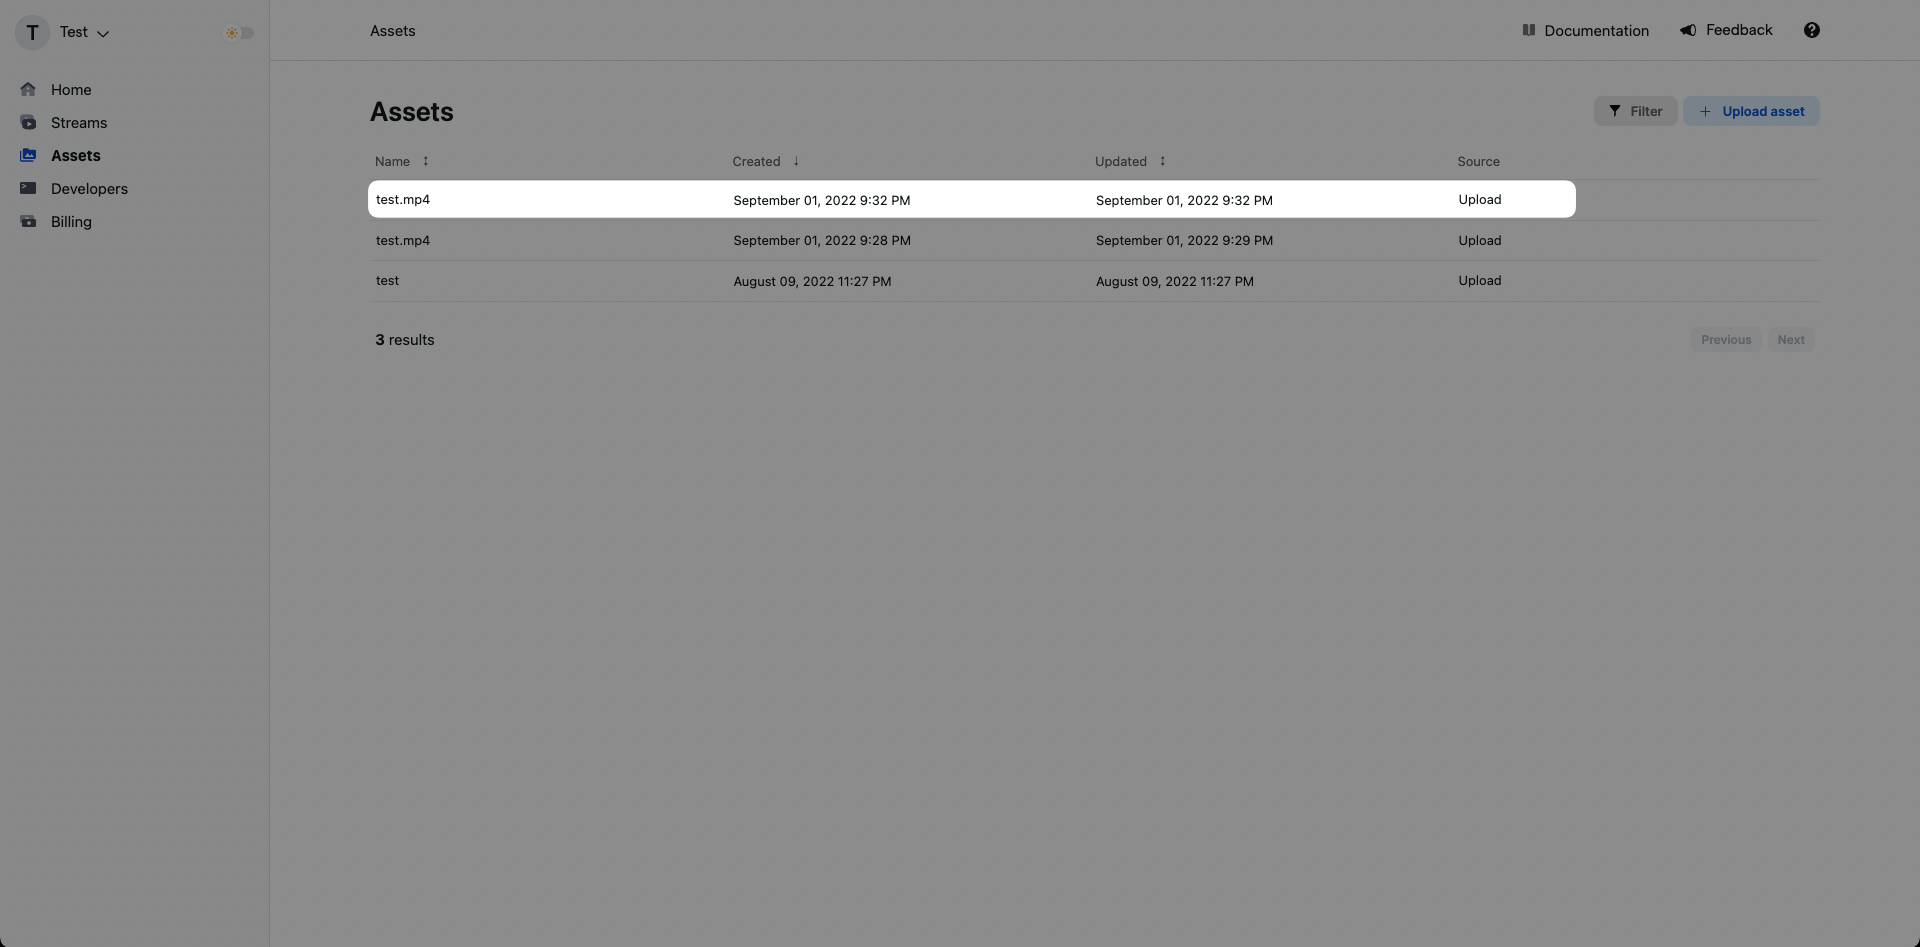 T Test
Home
Streams
Assets
Developers
Billing
Assets
Documentation Feedback
Assets
Filter + Upload asset
Name Created Updated Source
test.mp4 September 01, 2022 9:32 PM September 01, 2022 9:32 PM Upload
test.mp4 September 01, 2022 9:28 PM September 01, 2022 9:29 PM Upload
test August 09, 2022 11:27 PM August 09, 2022 11:27 PM Upload
3 results Previous Next